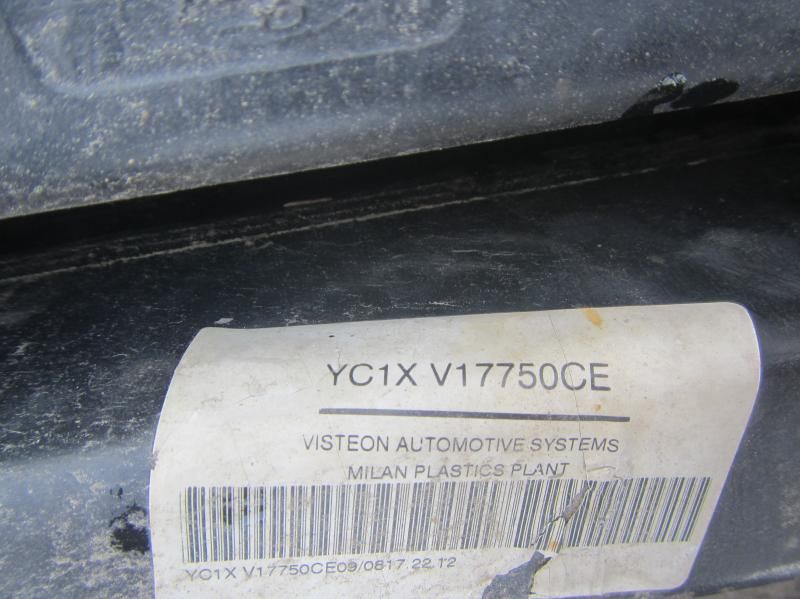 YC1X V17750CE
VISTEON AUTOMOTIVE SYSTEMS
MILAN PLASTICS PLANT
YC1X V17750CE09/0817.22.12